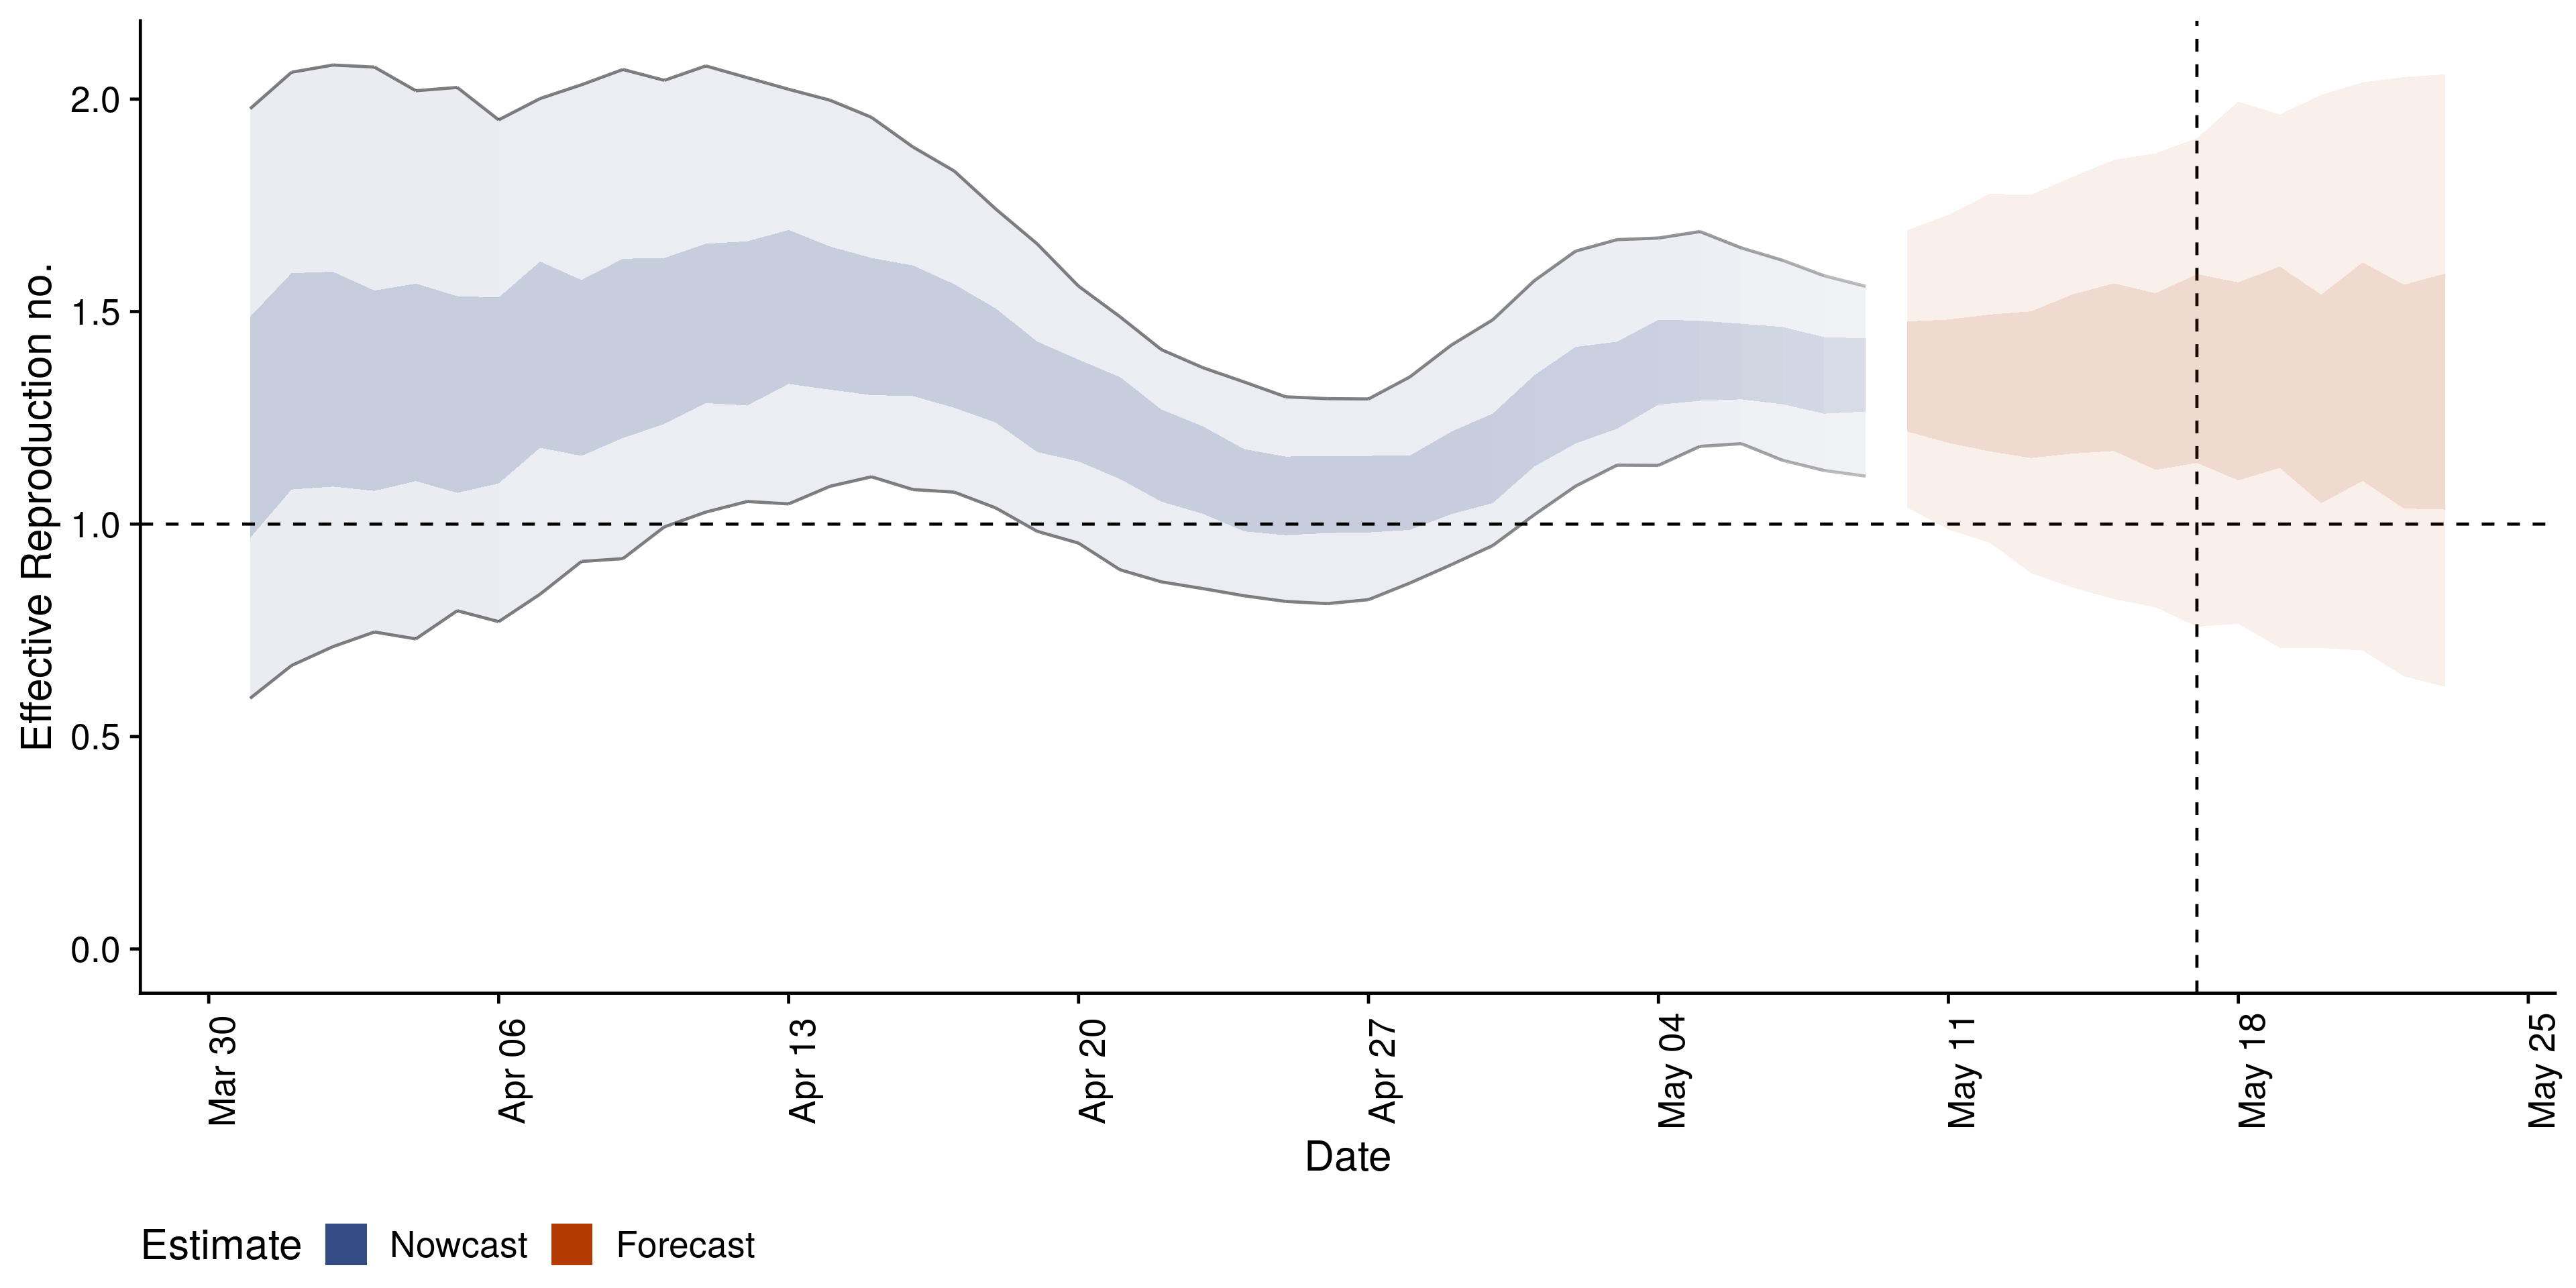 Effective Reproduction no.
2.0
1.5
1.0
0.5
0.0
Mar 30
Apr 06
Apr 13
Apr 20
Apr 27
May 04
May 11
May 18
May 25
Date
Estimate Nowcast Forecast